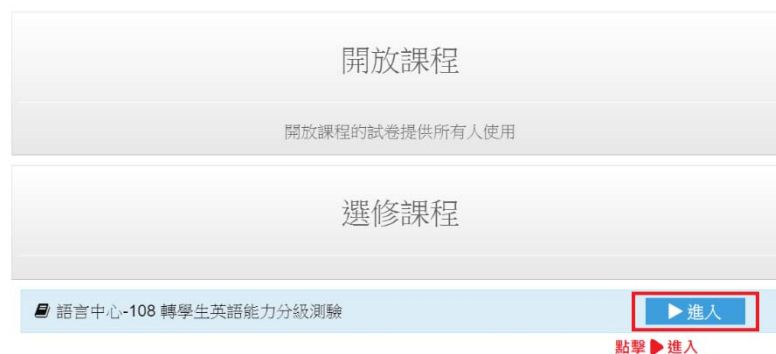 開放課程
開放課程的試卷提供所有人使用
選修課程
語言中心-108 轉學生英語能力分級測驗
▶進入
點擊▶進入